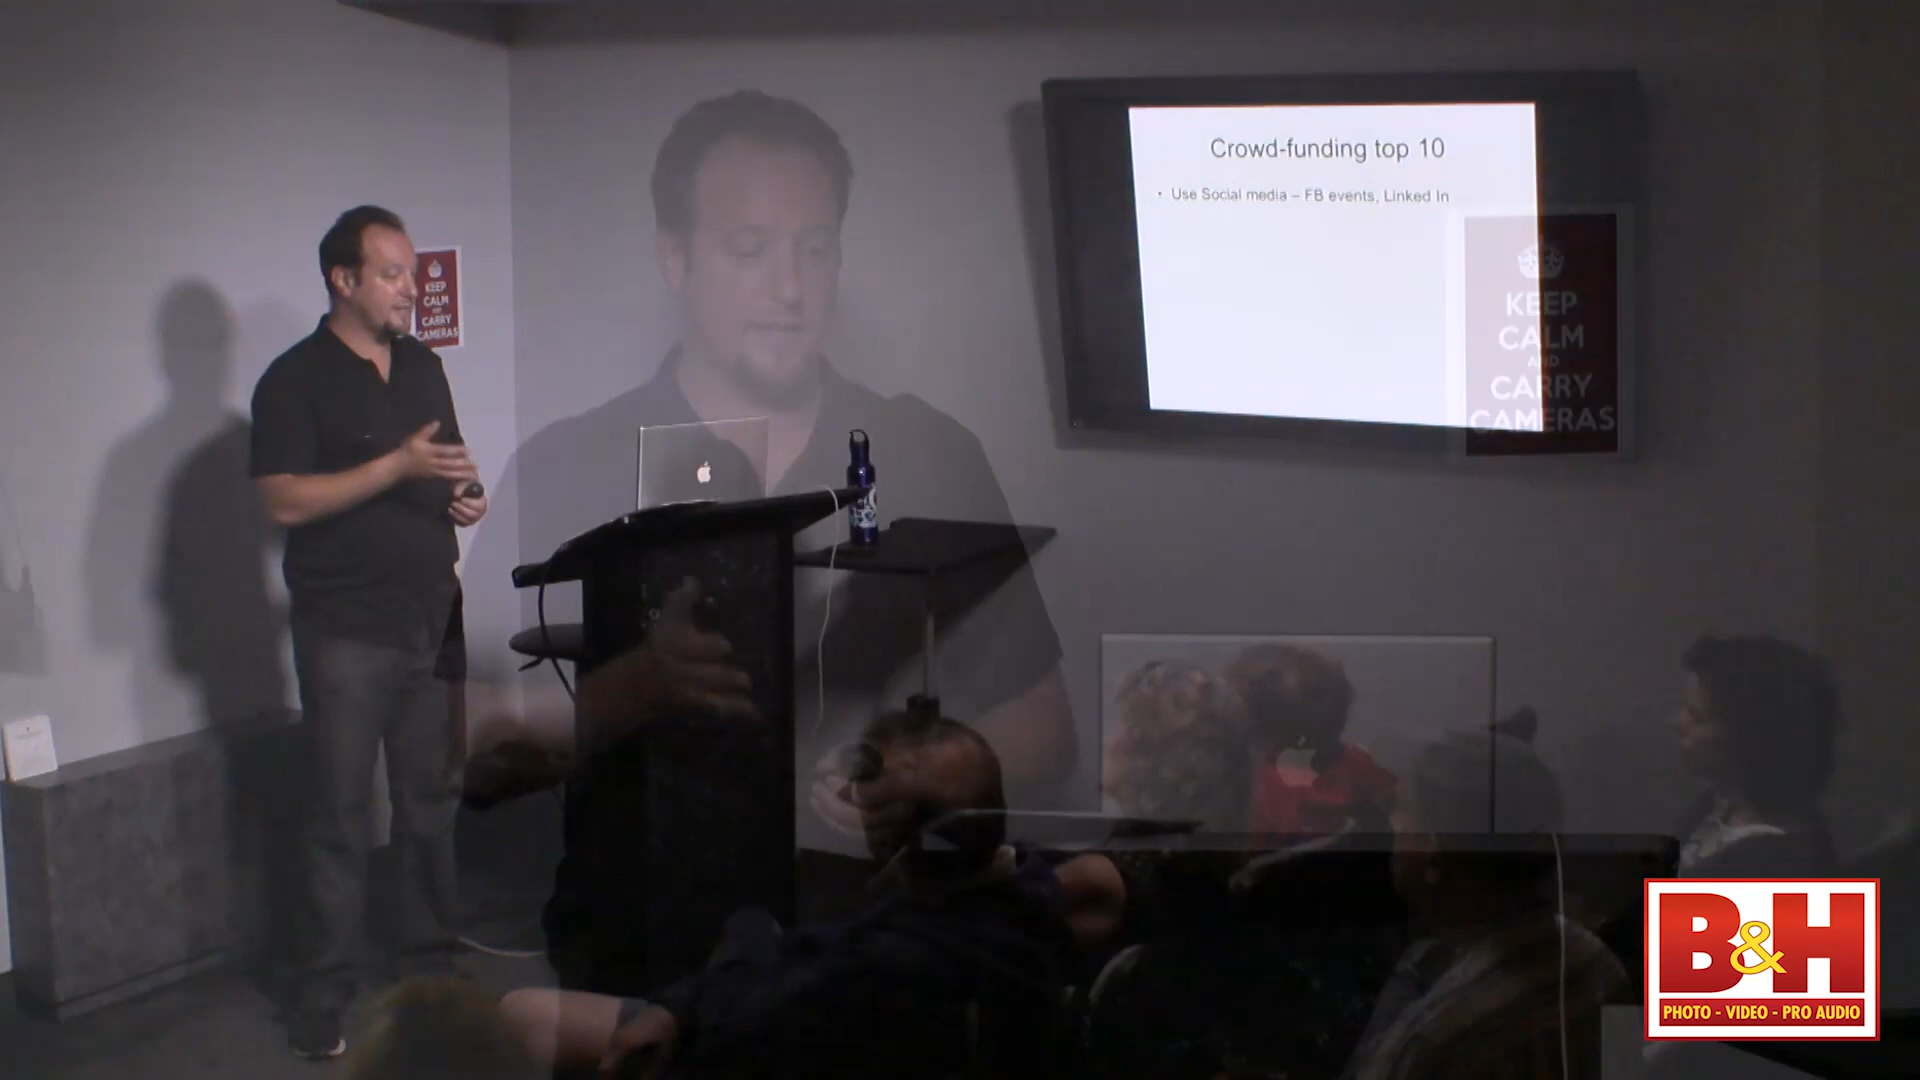 Crowd-funding top 10
• Use Social media – FB events, Linked In
KEEP
CALM
AND
CARRY
CAMERAS
KEEP
CALM
AND
CARRY
CAMERAS
B&H
PHOTO - VIDEO - PRO AUDIO